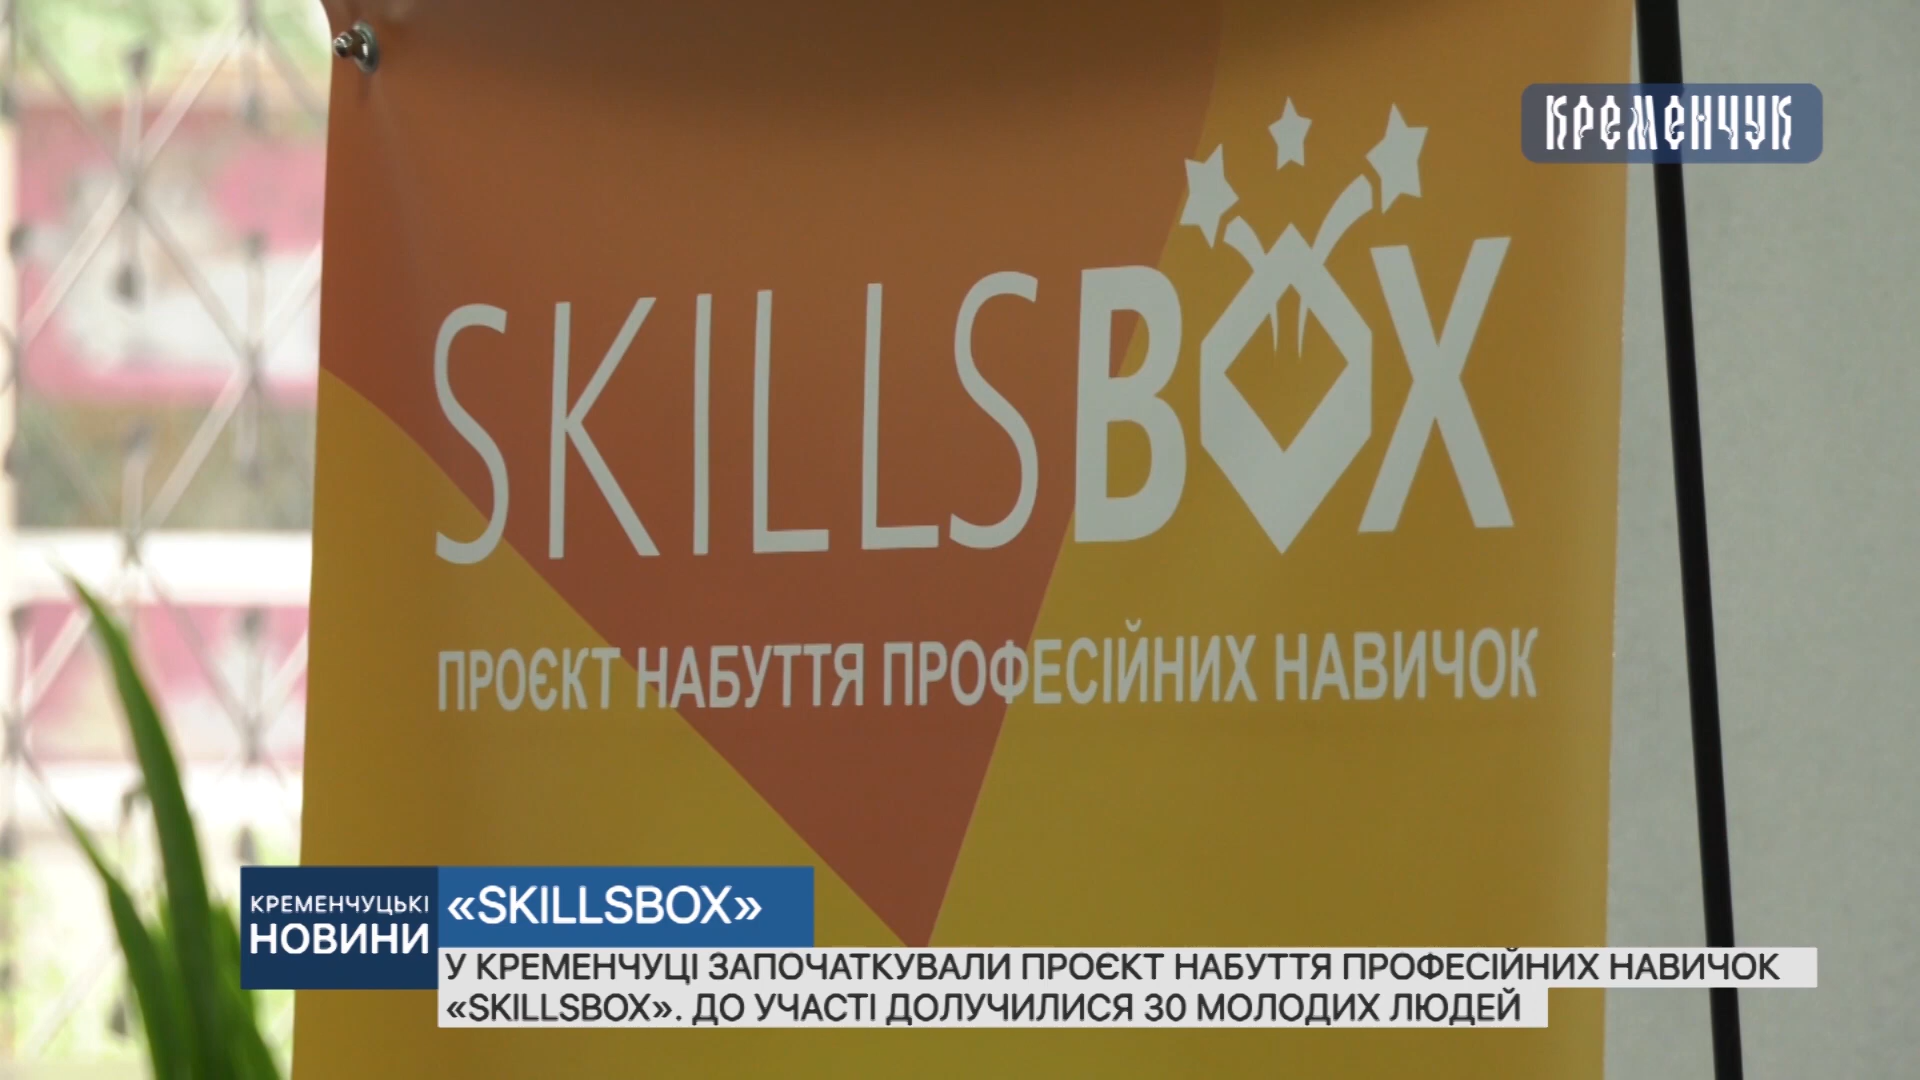 КРЕМЕНЧУК
SKILLSBOX
ПРОЄКТ НАБУТТЯ ПРОФЕСІЙНИХ НАВИЧОК
КРЕМЕНЧУЦЬКІ
НОВИНИ
«SKILLSBOX»
У КРЕМЕНЧУЦІ ЗАПОЧАТКУВАЛИ ПРОЄКТ НАБУТТЯ ПРОФЕСІЙНИХ НАВИЧОК
«SKILLSBOX». ДО УЧАСТІ ДОЛУЧИЛИСЯ 30 МОЛОДИХ ЛЮДЕЙ